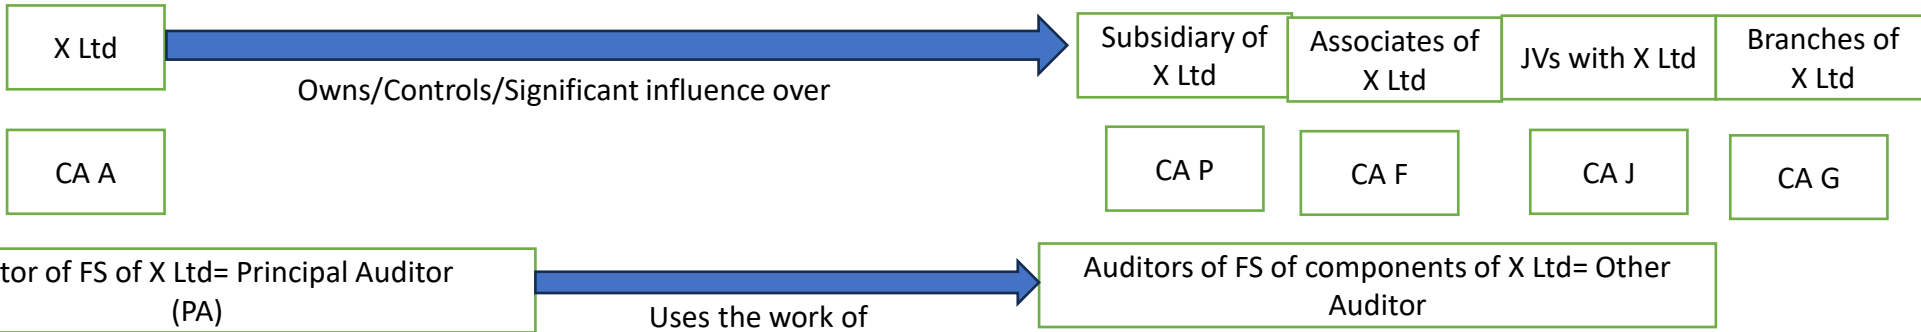 X Ltd
Owns/Controls/Significant influence over
Subsidiary of
X Ltd
Associates of
X Ltd
JVs with X Ltd
Branches of
X Ltd
CA A
CA P
CA F
CA J
CA G
tor of FS of X Ltd= Principal Auditor
(PA)
Uses the work of
Auditors of FS of components of X Ltd= Other
Auditor